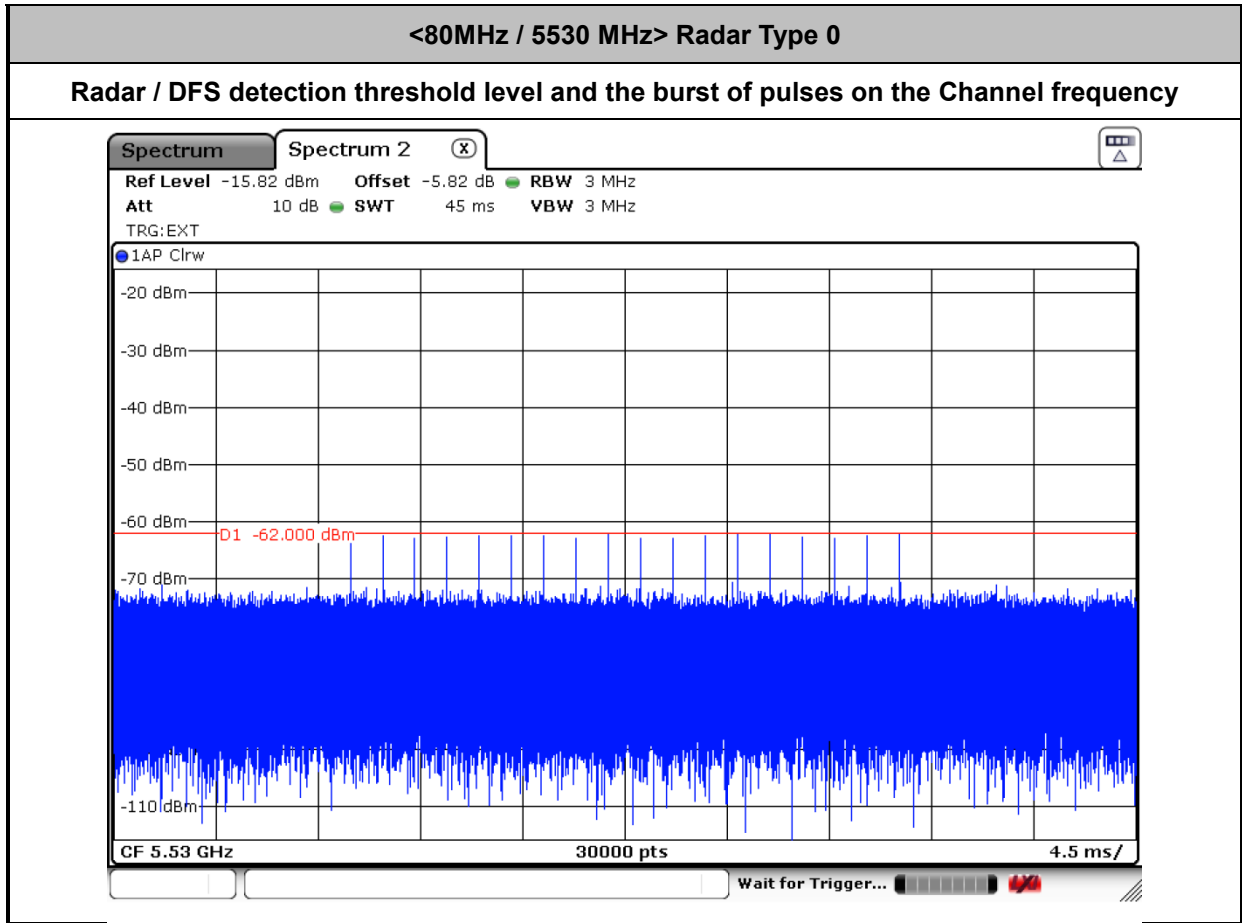 <80MHz / 5530 MHz> Radar Type 0
Radar / DFS detection threshold level and the burst of pulses on the Channel frequency
Spectrum Spectrum 2 X
Ref Level -15.82 dBm Offset -5.82 dB RBW 3 MHz
Att 10 dB SWT 45 ms VBW 3 MHz
TRG:EXT
1AP Clrw
-20 dBm
-30 dBm
-40 dBm
-50 dBm
-60 dBm
D1 -62.000 dBm
-70 dBm
-110 dBm
CF 5.53 GHz 30000 pts 4.5 ms/
Wait for Trigger...